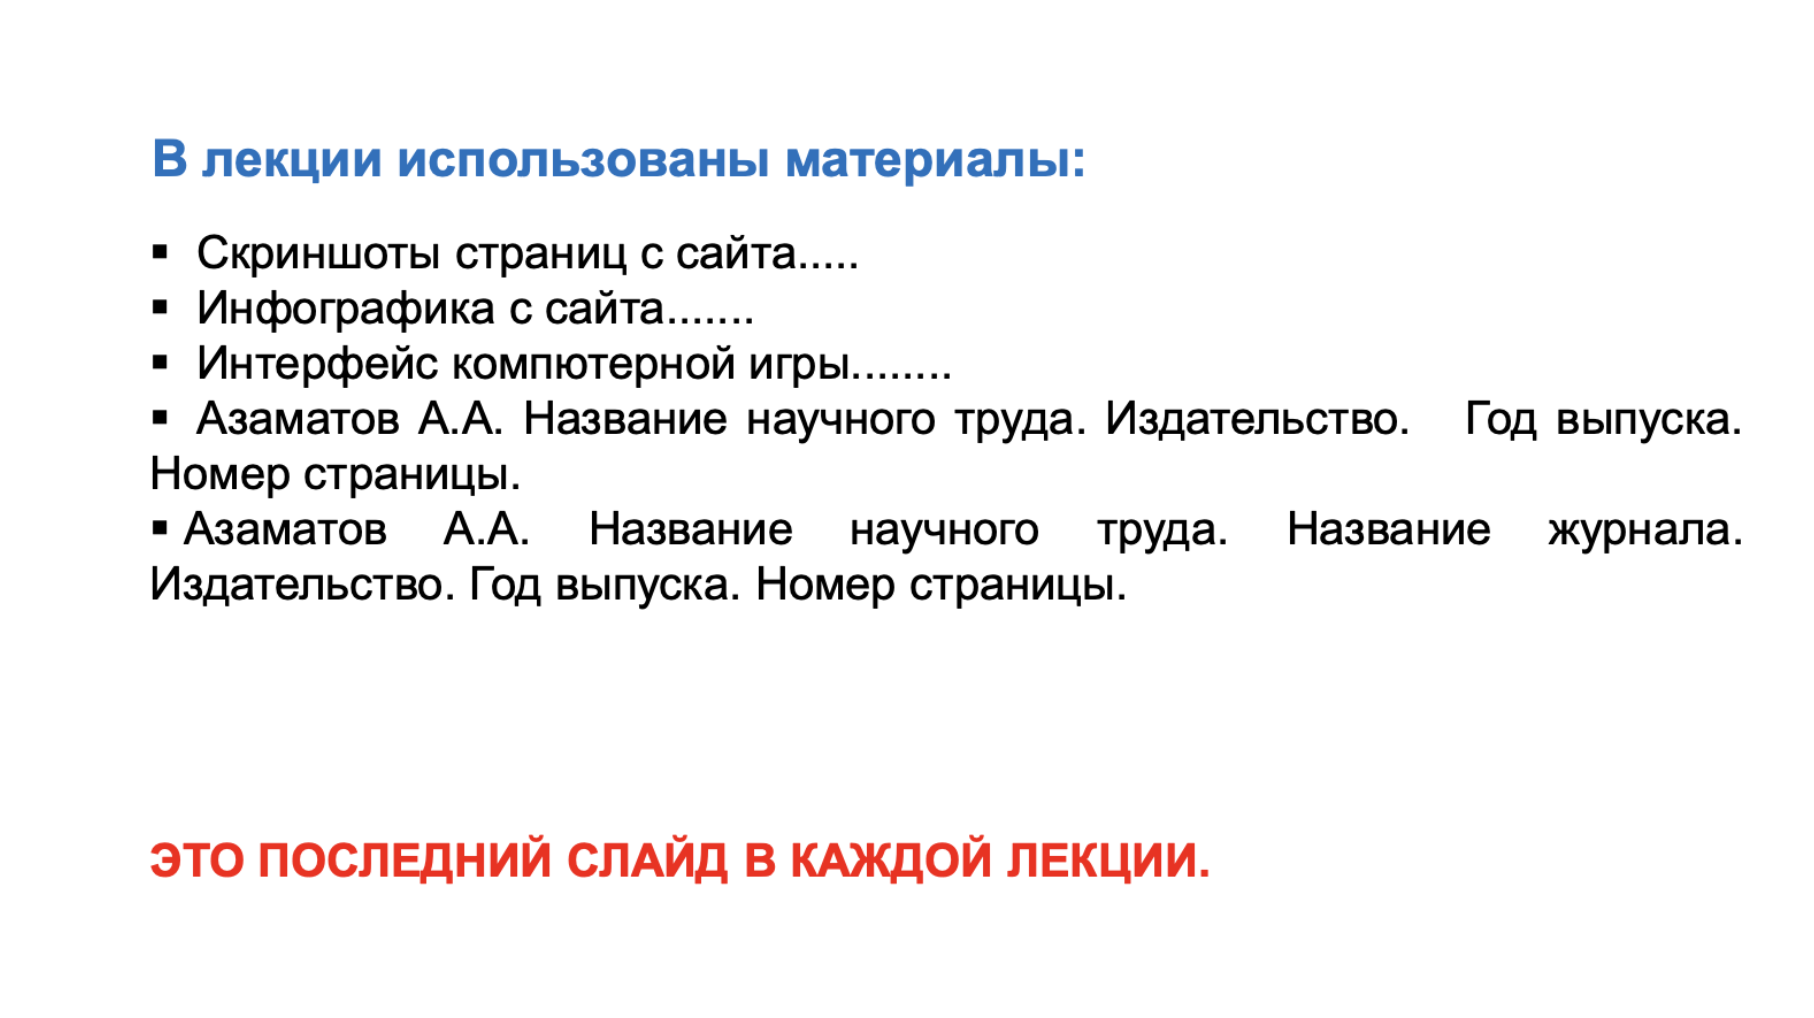 В лекции использованы материалы:
▪ Скриншоты страниц с сайта.....
▪ Инфографика с сайта.......
▪ Интерфейс компютерной игры........
▪ Азаматов А.А. Название научного труда. Издательство. Год выпуска.
Номер страницы.
▪ Азаматов А.А. Название научного труда. Название журнала.
Издательство. Год выпуска. Номер страницы.
ЭТО ПОСЛЕДНИЙ СЛАЙД В КАЖДОЙ ЛЕКЦИИ.